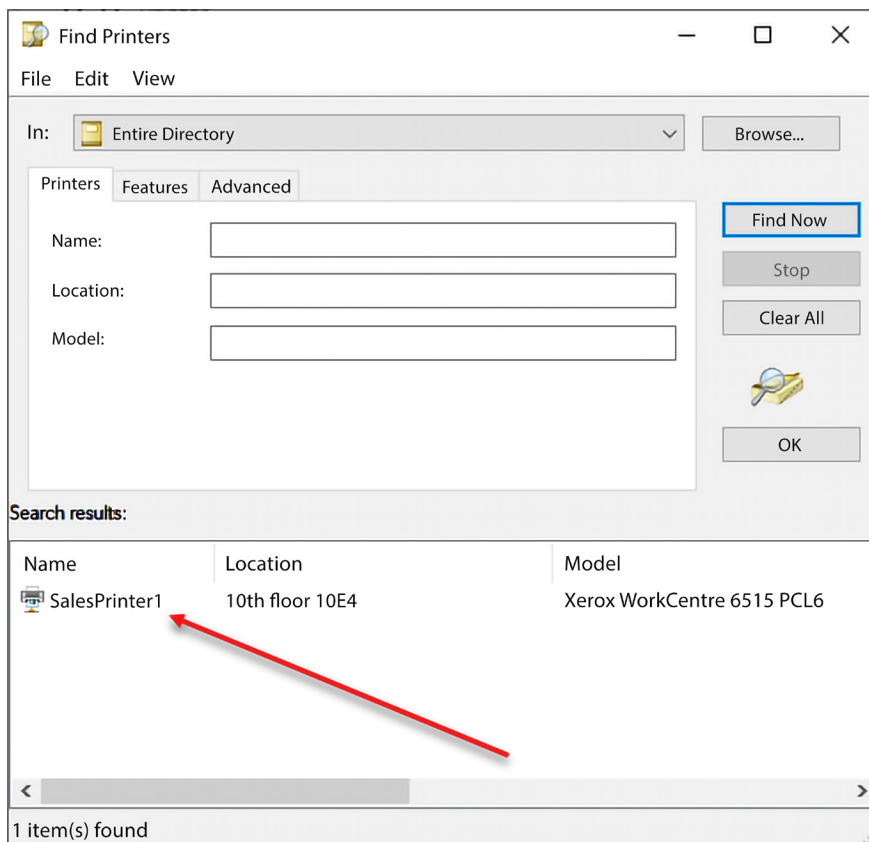 Find Printers
File Edit View
In: Entire Directory Browse...
Printers Features Advanced
Name:
Location:
Model:
Find Now
Stop
Clear All
OK
Search results:
Name Location Model
SalesPrinter1 10th floor 10E4 Xerox WorkCentre 6515 PCL6
1 item(s) found